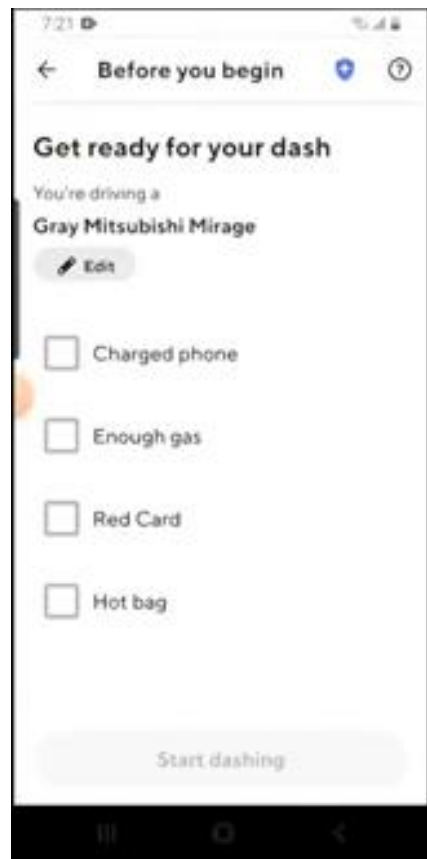 7:21
Before you begin
Get ready for your dash
You're driving a
Gray Mitsubishi Mirage
Edit
Charged phone
Enough gas
Red Card
Hot bag
Start dashing